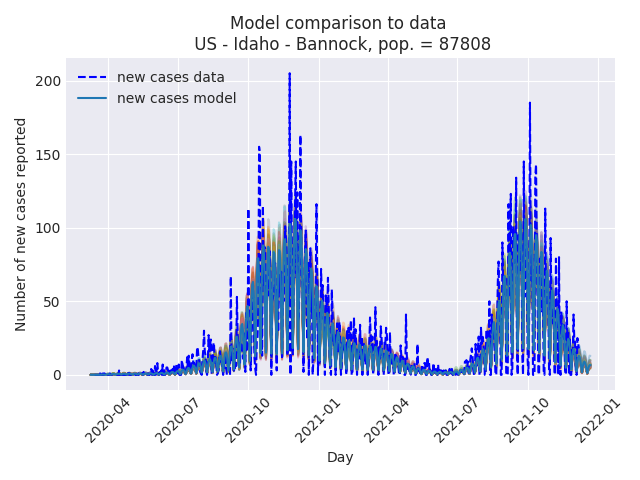 Model comparison to data
US - Idaho - Bannock, pop. = 87808
new cases data
new cases model
Number of new cases reported
200
150
100
50
0
2020-04
2020-07
2020-10
2021-01
2021-04
2021-07
2021-10
2022-01
Day